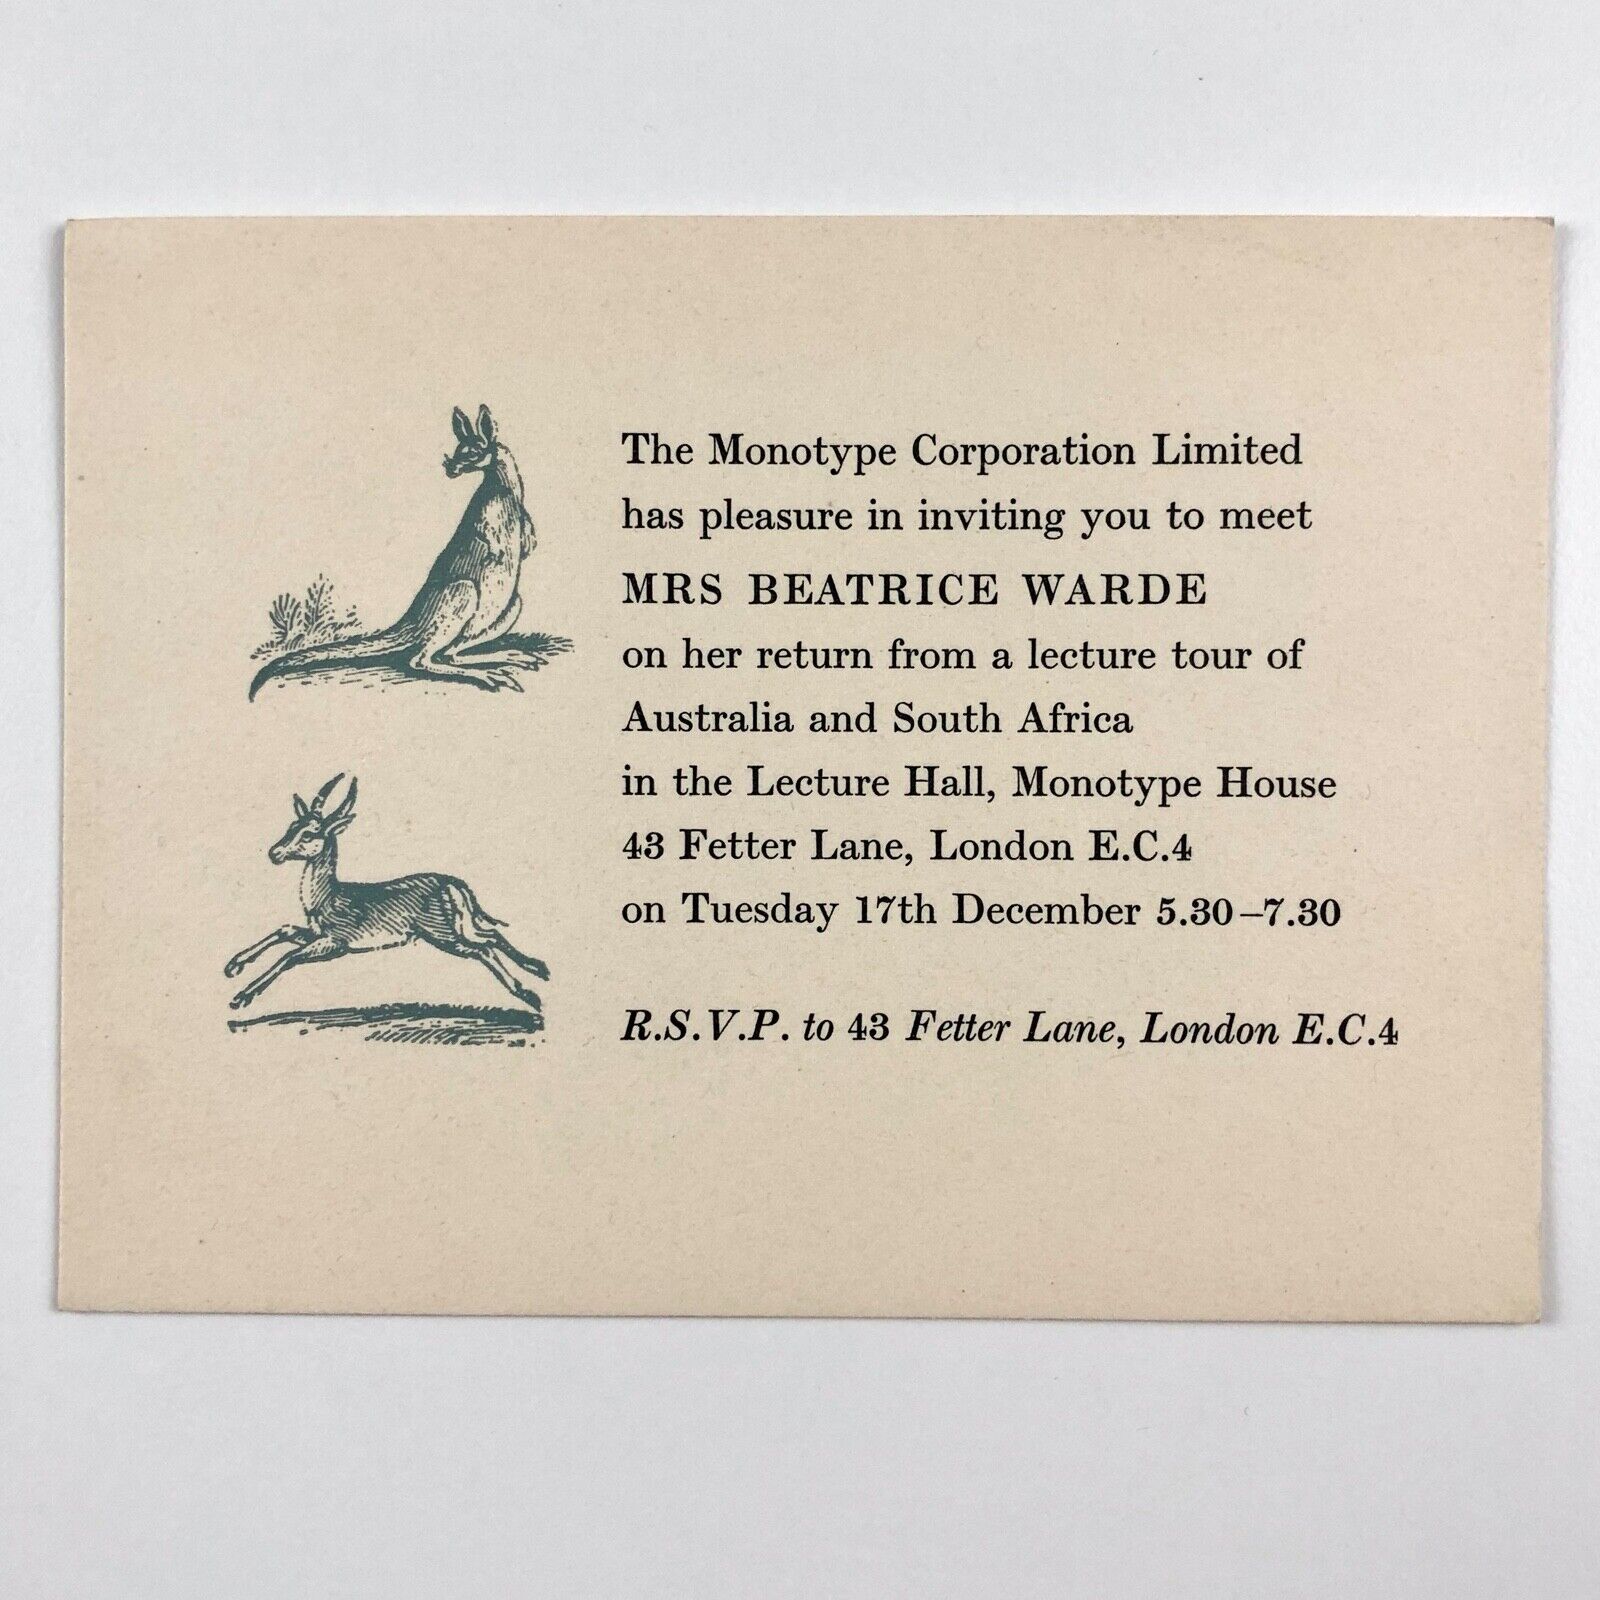 The Monotype Corporation Limited
has pleasure in inviting you to meet
MRS BEATRICE WARDE
on her return from a lecture tour of
Australia and South Africa
in the Lecture Hall, Monotype House
43 Fetter Lane, London E.C.4
on Tuesday 17th December 5.30–7.30
R.S.V.P. to 43 Fetter Lane, London E.C.4